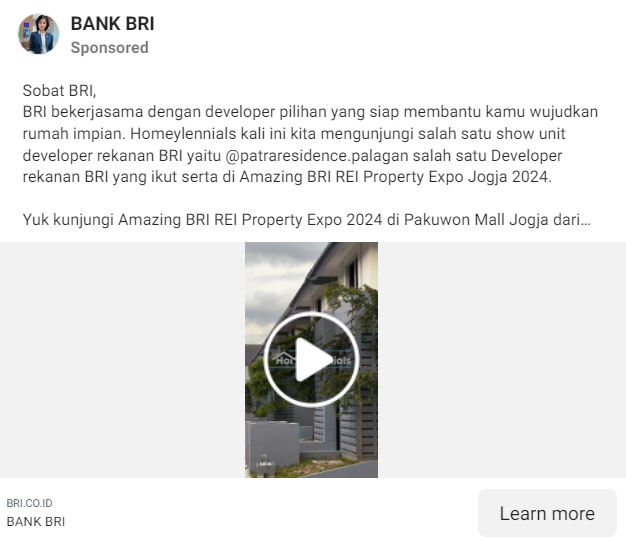 BANK BRI
Sponsored
Sobat BRI,
BRI bekerjasama dengan developer pilihan yang siap membantu kamu wujudkan
rumah impian. Homeylennials kali ini kita mengunjungi salah satu show unit
developer rekanan BRI yaitu @patraresidence.palagan salah satu Developer
rekanan BRI yang ikut serta di Amazing BRI REI Property Expo Jogja 2024.
Yuk kunjungi Amazing BRI REI Property Expo 2024 di Pakuwon Mall Jogja dari…
BRI.CO.ID
BANK BRI
Learn more